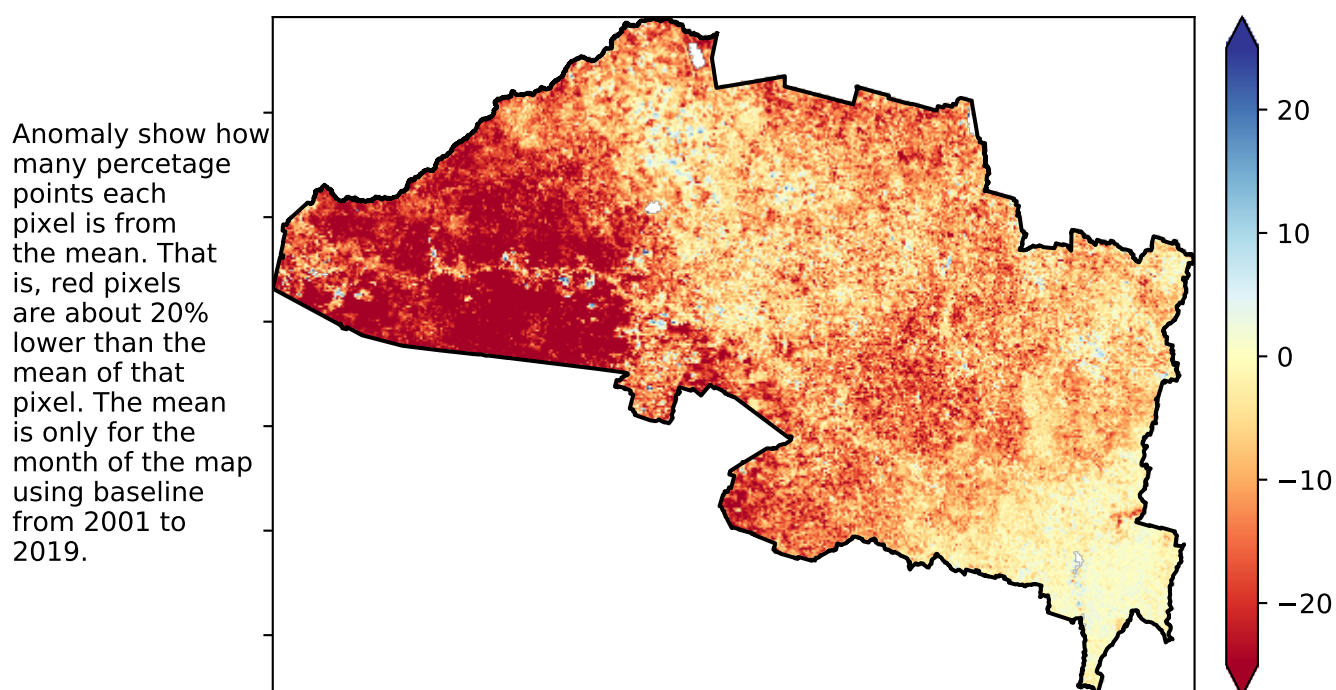 Anomaly show how
many percetage
points each
pixel is from
the mean. That
is, red pixels
are about 20%
lower than the
mean of that
pixel. The mean
is only for the
month of the map
using baseline
from 2001 to
2019.
20
10
0
−10
−20